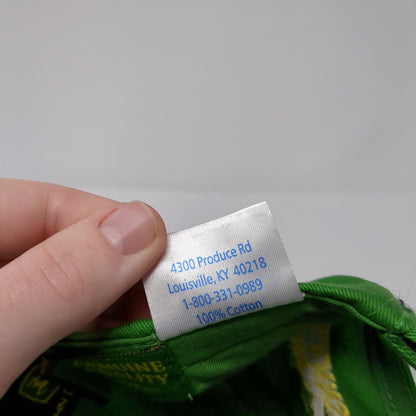 4300 Produce Rd
Louisville, KY 40218
1-800-331-0989
100% Cotton